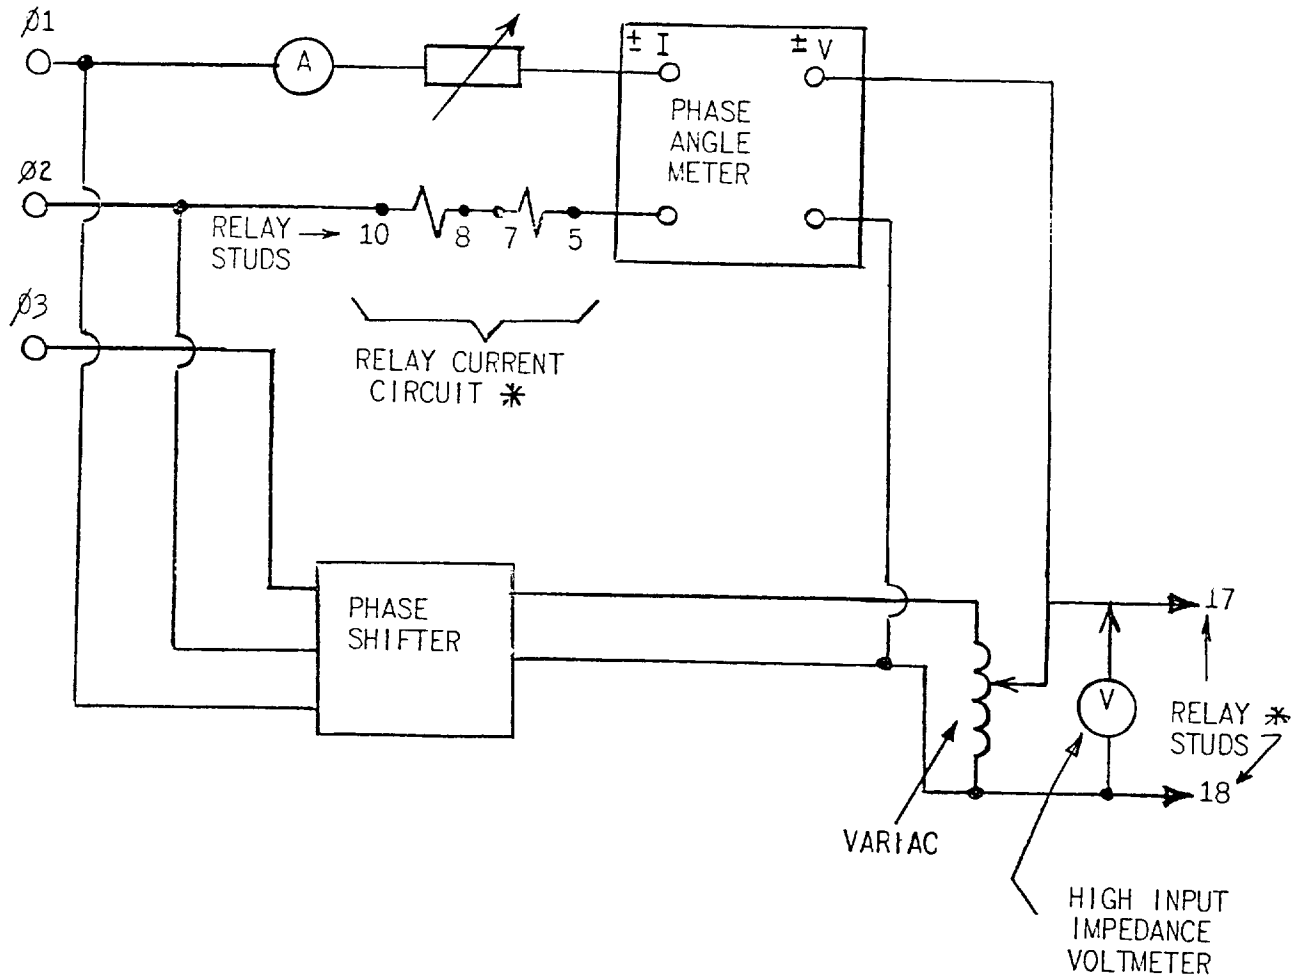 Ø1
A
± I
± V
PHASE
ANGLE
METER
Ø2
RELAY
STUDS
10
8
7
5
Ø3
RELAY CURRENT
CIRCUIT *
PHASE
SHIFTER
17
V
RELAY *
STUDS
18
VARIAC
HIGH INPUT
IMPEDANCE
VOLTMETER